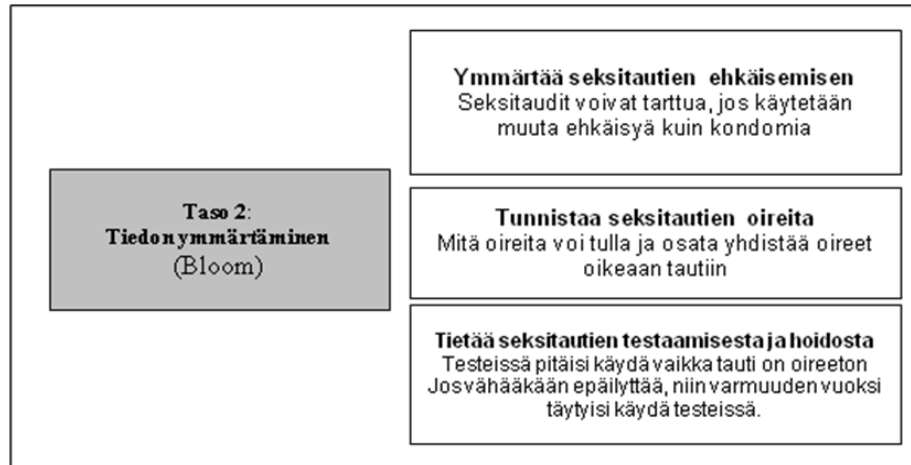 Taso 2:
Tiedon ymmärtäminen
(Bloom)
Ymmärtää seksitautien ehkäisemisen
Seksitaudit voivat tarttua, jos käytetään
muuta ehkäisyä kuin kondomia
Tunnistaa seksitautien oireita
Mitä oireita voi tulla ja osata yhdistää oireet
oikeaan tautiin
Tietää seksitautien testaamisesta ja hoidosta
Testeissä pitäisi käydä vaikka tauti on oireeton
Jos vähääkään epäilyttää, niin varmuuden vuoksi
täytyisi käydä testeissä.